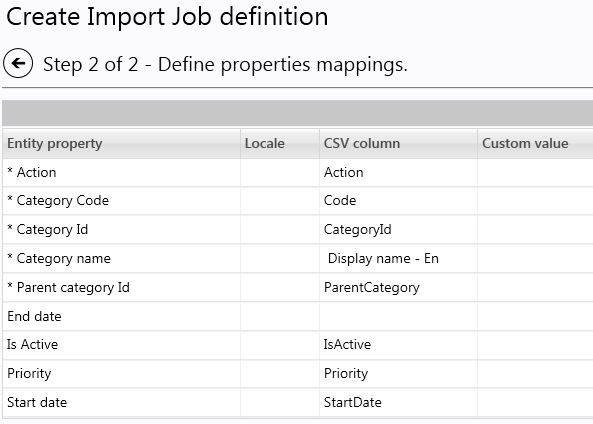 Create Import Job definition
Step 2 of 2 - Define properties mappings.
Entity property Locale CSV column Custom value
* Action Action
* Category Code Code
* Category Id CategoryId
* Category name Display name - En
* Parent category Id ParentCategory
End date
Is Active IsActive
Priority Priority
Start date StartDate